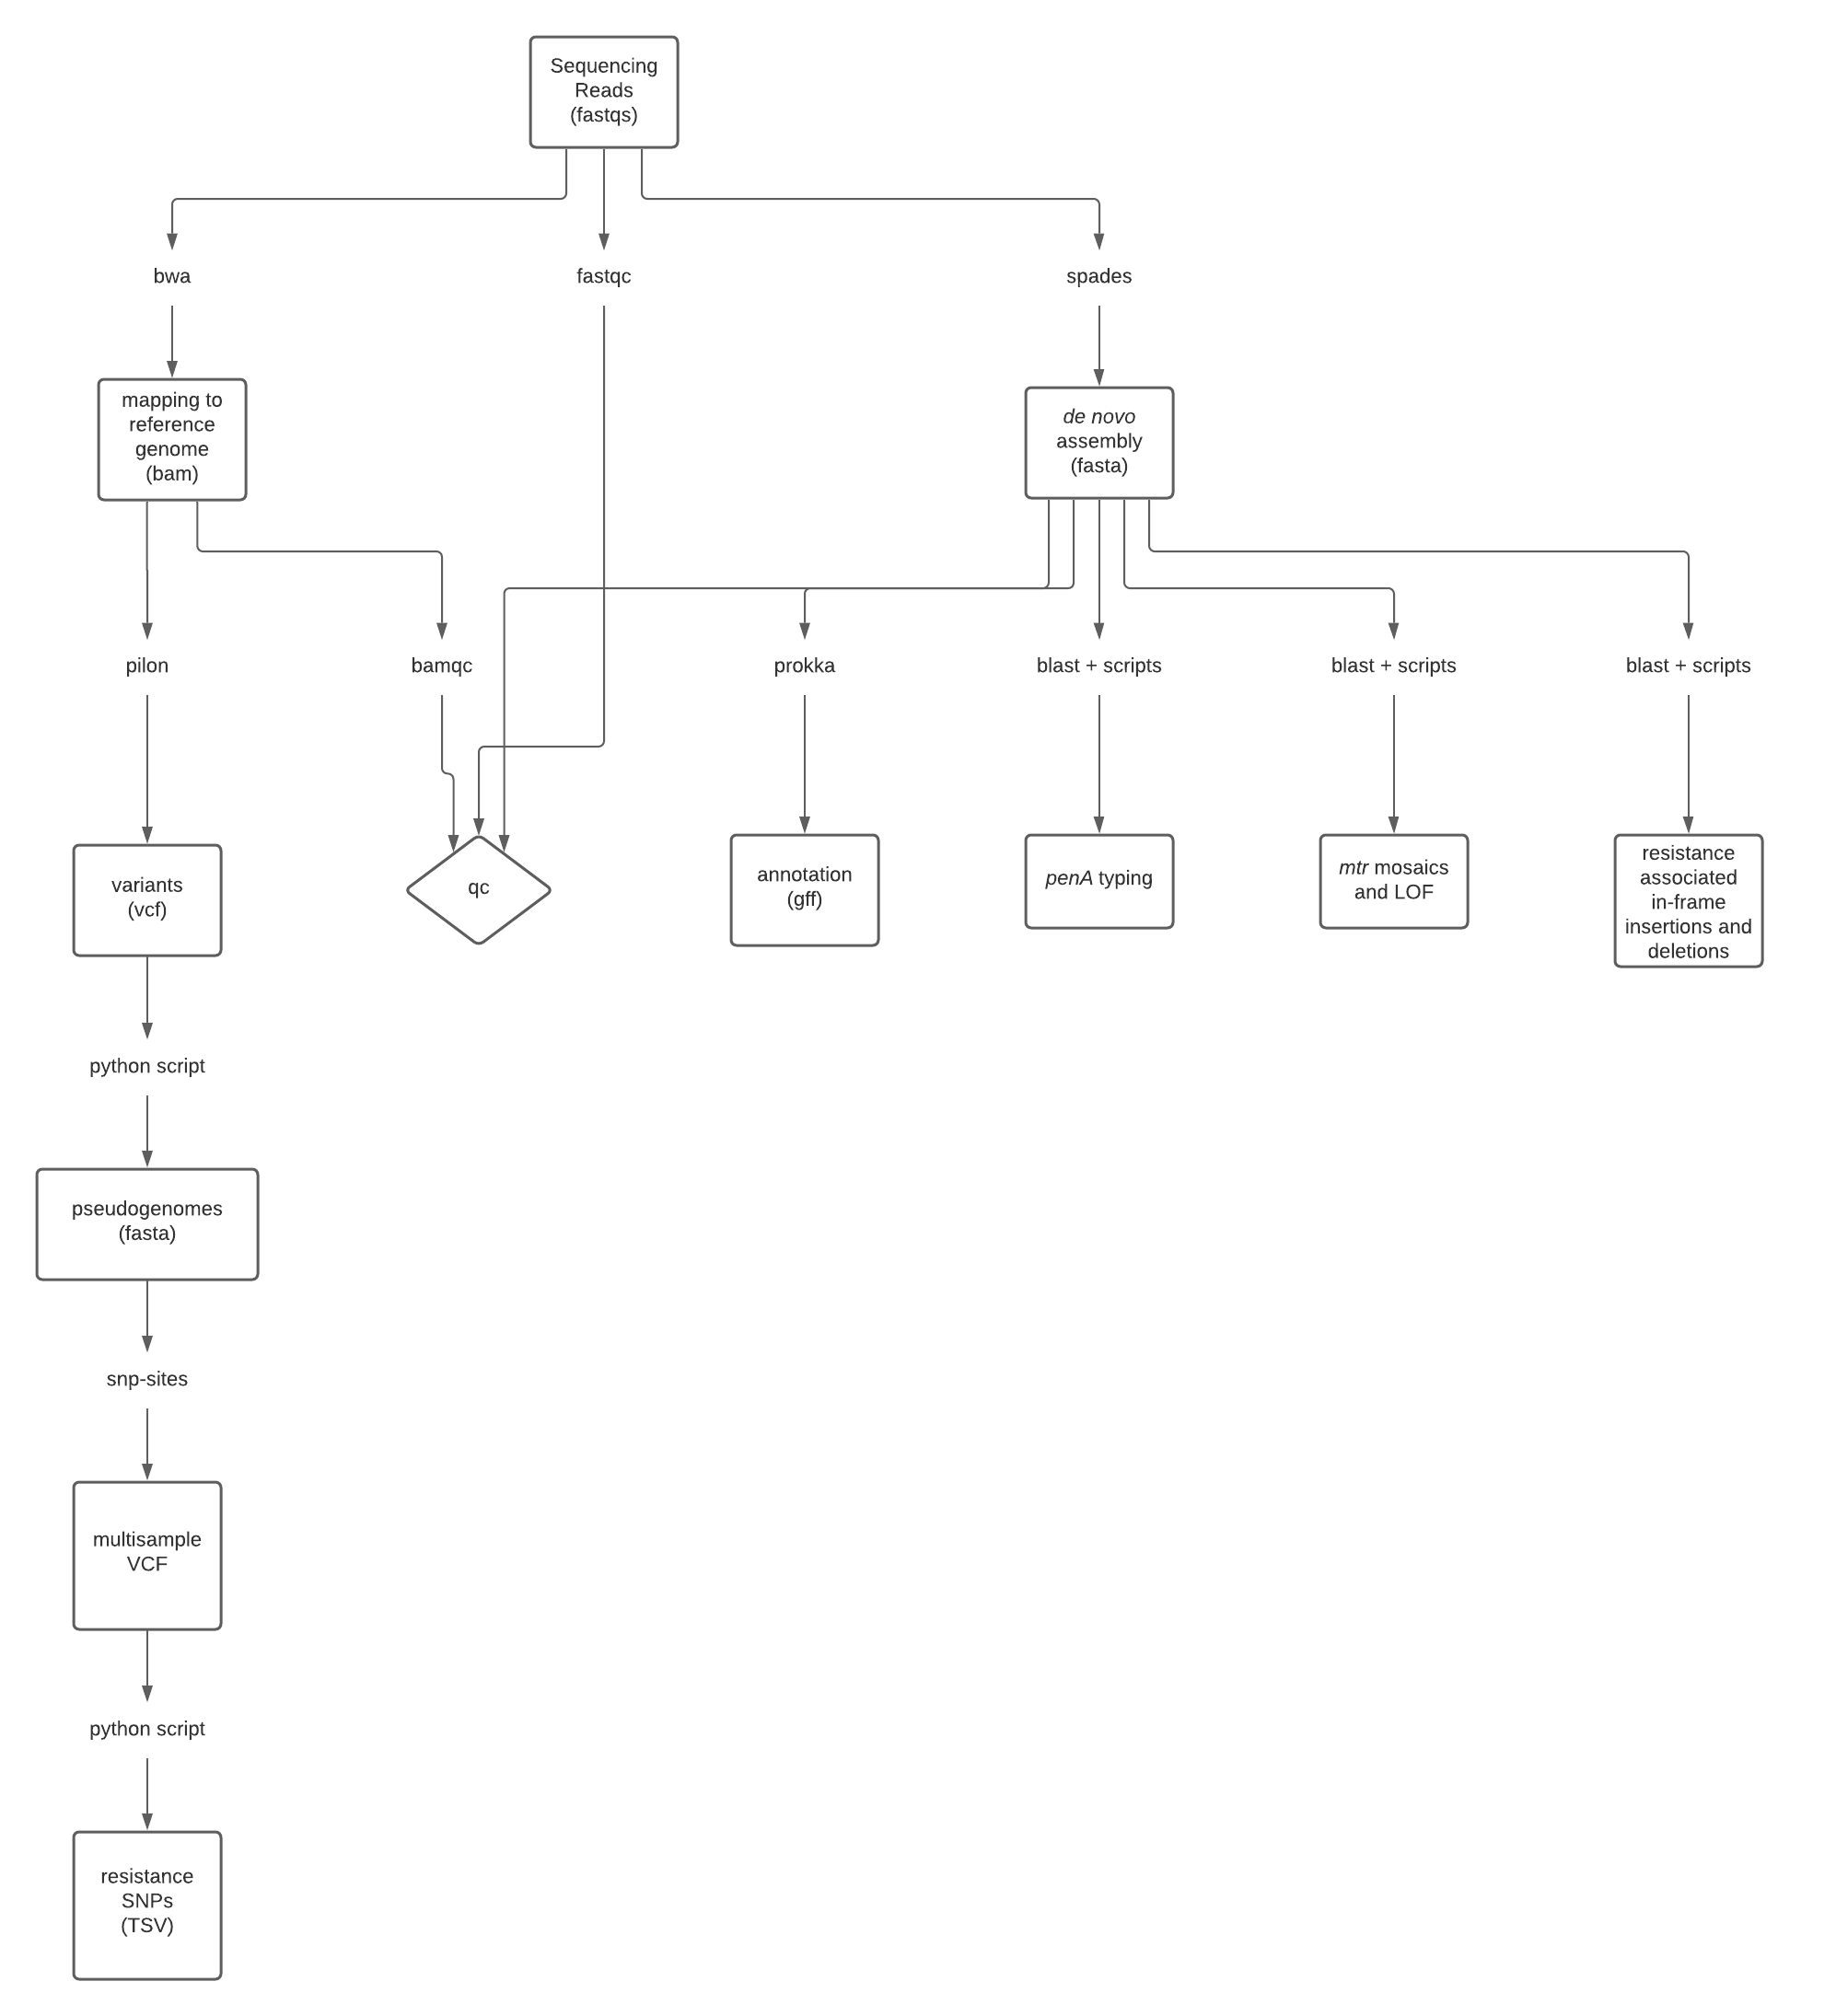 Sequencing
Reads
(fastqs)
bwa
fastqc
spades
mapping to
reference
genome
(bam)
de novo
assembly
(fasta)
pilon
bamqc
prokka
blast + scripts
blast + scripts
blast + scripts
variants
(vcf)
qc
annotation
(gff)
penA typing
mtr mosaics
and LOF
resistance
associated
in-frame
insertions and
deletions
python script
pseudogenomes
(fasta)
snp-sites
multisample
VCF
python script
resistance
SNPs
(TSV)